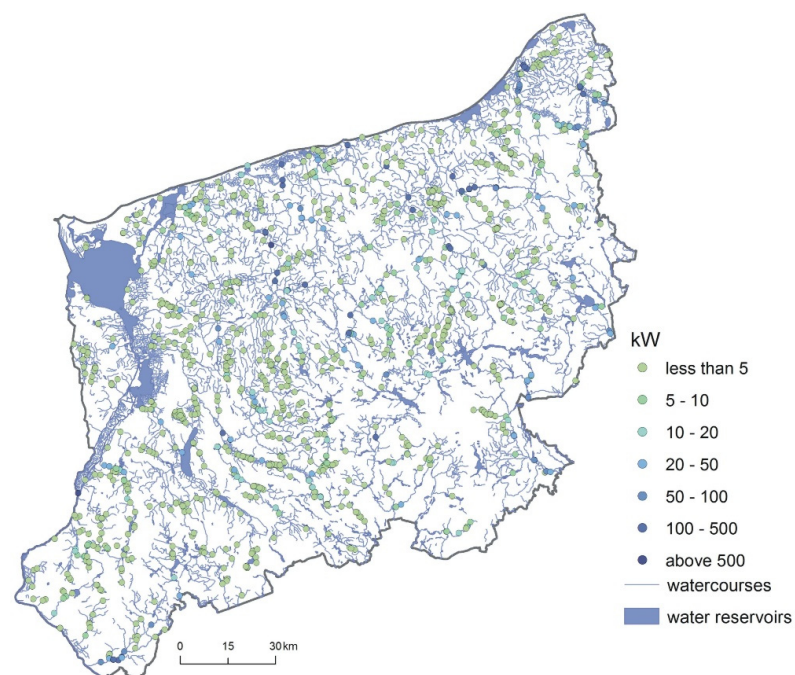 kW
less than 5
5 - 10
10 - 20
20 - 50
50 - 100
100 - 500
above 500
watercourses
water reservoirs
0 15 30 km